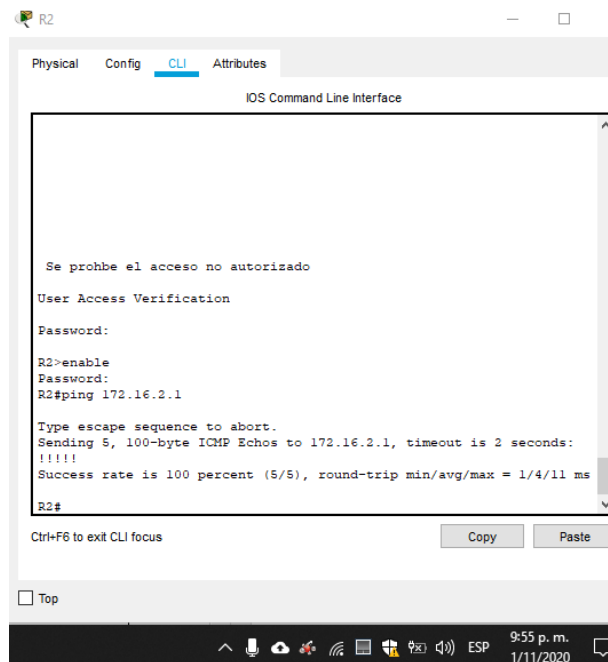 R2
Physical Config CLI Attributes
IOS Command Line Interface
Se prohbe el acceso no autorizado
User Access Verification
Password:
R2>enable
Password:
R2#ping 172.16.2.1
Type escape sequence to abort.
Sending 5, 100-byte ICMP Echos to 172.16.2.1, timeout is 2 seconds:
!!!!!
Success rate is 100 percent (5/5), round-trip min/avg/max = 1/4/11 ms
R2#
Ctrl+F6 to exit CLI focus
Copy Paste
Top
ESP
9:55 p. m.
1/11/2020